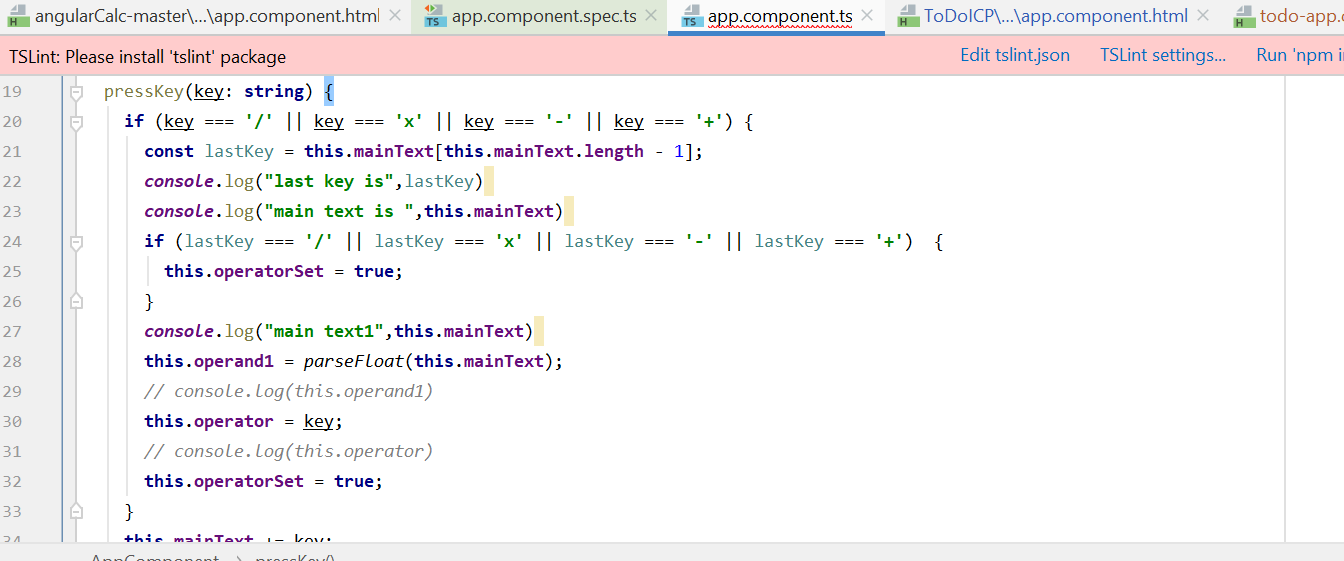 angularCalc-master\...\app.component.html
app.component.spec.ts
app.component.ts
ToDoICP\...\app.component.html
todo-app.
TSLint: Please install 'tslint' package
Edit tslint.json
TSLint settings...
Run 'npm i
19 pressKey(key: string) {
20 if (key === '/' || key === 'x' || key === '-' || key === '+') {
21 const lastKey = this.mainText[this.mainText.length - 1];
22 console.log("last key is",lastKey)
23 console.log("main text is ",this.mainText)
24 if (lastKey === '/' || lastKey === 'x' || lastKey === '-' || lastKey === '+')  {
25 this.operatorSet = true;
26 }
27 console.log("main text1",this.mainText)
28 this.operand1 = parseFloat(this.mainText);
29 // console.log(this.operand1)
30 this.operator = key;
31 // console.log(this.operator)
32 this.operatorSet = true;
33 }
34 this.mainText += key;
AppComponent > pressKey()